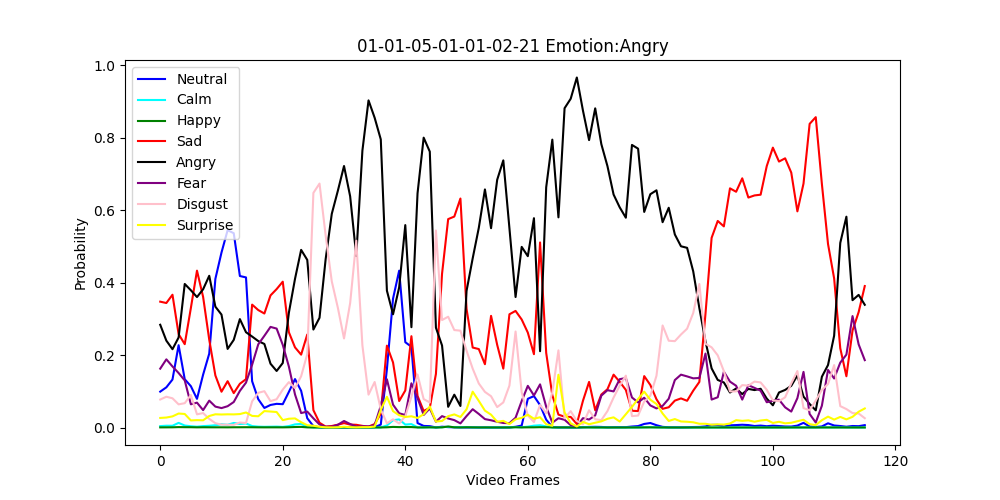 01-01-05-01-01-02-21 Emotion:Angry
1.0
0.8
0.6
0.4
0.2
0.0
Probability
Neutral
Calm
Happy
Sad
Angry
Fear
Disgust
Surprise
0 20 40 60 80 100 120
Video Frames